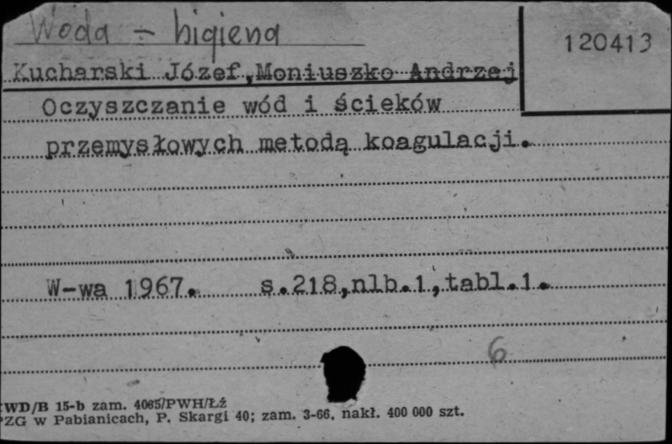 Woda - higiena
120413
Kucharski Józef, Moniuszko Andrzej
Oczyszczanie wód i ścieków
przemysłowych metodą koagulacji.
W-wa 1967. s.218,nlb.1,tabl.1.
6
WD/B 15-b zam. 4065/PWH/Łż
PZG w Pabianicach, P. Skargi 40; zam. 3-66, nakł. 400 000 szt.